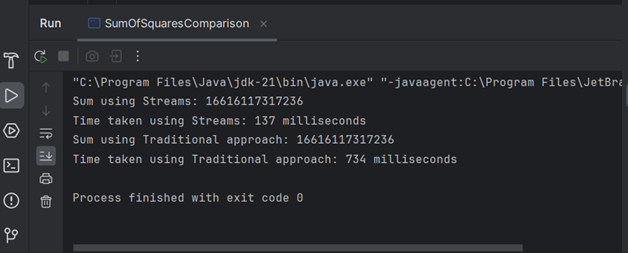 Run SumOfSquaresComparison
"C:\Program Files\Java\jdk-21\bin\java.exe" "-javaagent:C:\Program Files\JetBra
Sum using Streams: 16616117317236
Time taken using Streams: 137 milliseconds
Sum using Traditional approach: 16616117317236
Time taken using Traditional approach: 734 milliseconds
Process finished with exit code 0